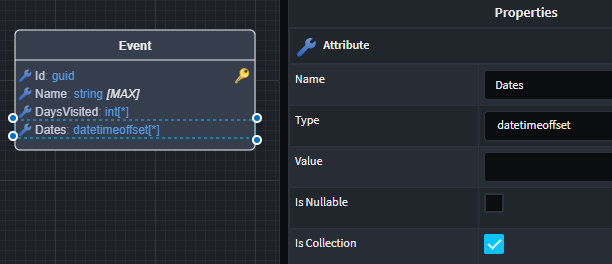 Event
Id: guid
Name: string [MAX]
DaysVisited: int[*]
Dates: datetimeoffset[*]
Properties
Attribute
Name
Dates
Type
datetimeoffset
Value
Is Nullable
Is Collection